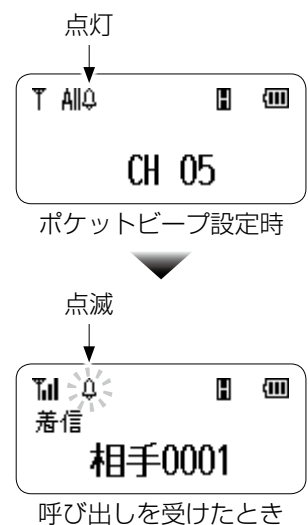 点灯
All H
CH 05
ポケットビープ設定時
点滅
H
着信
相手0001
呼び出しを受けたとき